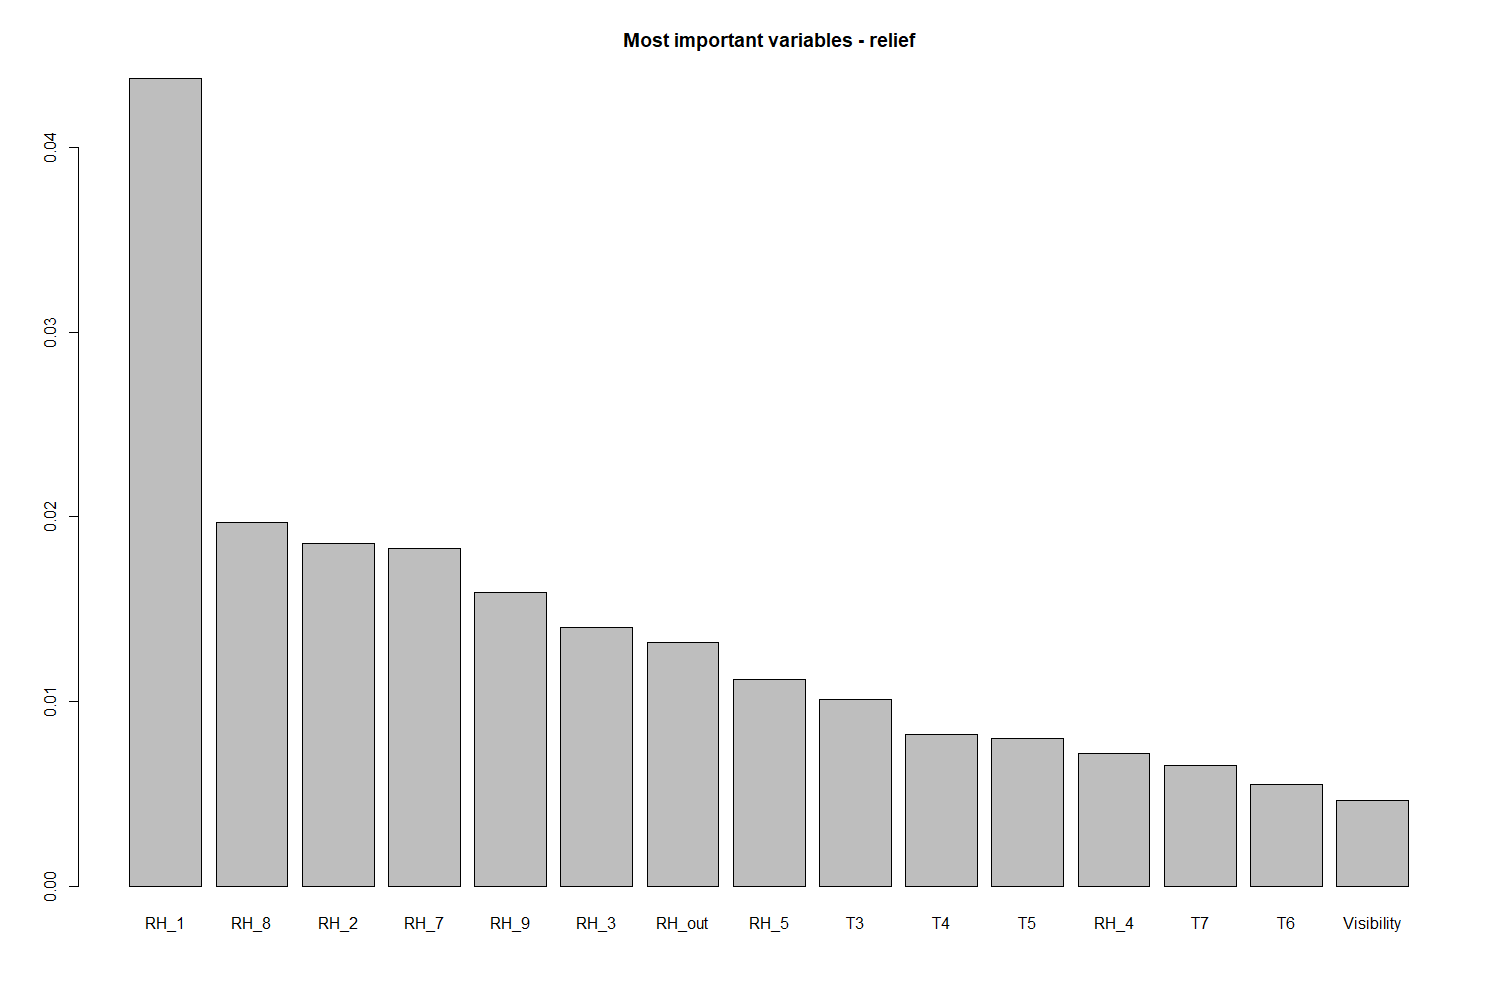 Most important variables - relief
0.04
0.03
0.02
0.01
0.00
RH_1 RH_8 RH_2 RH_7 RH_9 RH_3 RH_out RH_5 T3 T4 T5 RH_4 T7 T6 Visibility